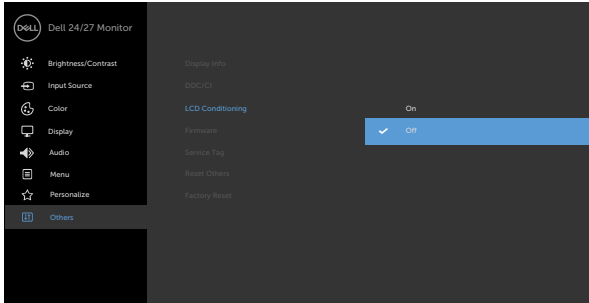 DELL Dell 24/27 Monitor
Brightness/Contrast
Input Source
Color
Display
Audio
Menu
Personalize
Others
Display Info
DDC/CI
LCD Conditioning
Firmware
Service Tag
Reset Others
Factory Reset
On
Off